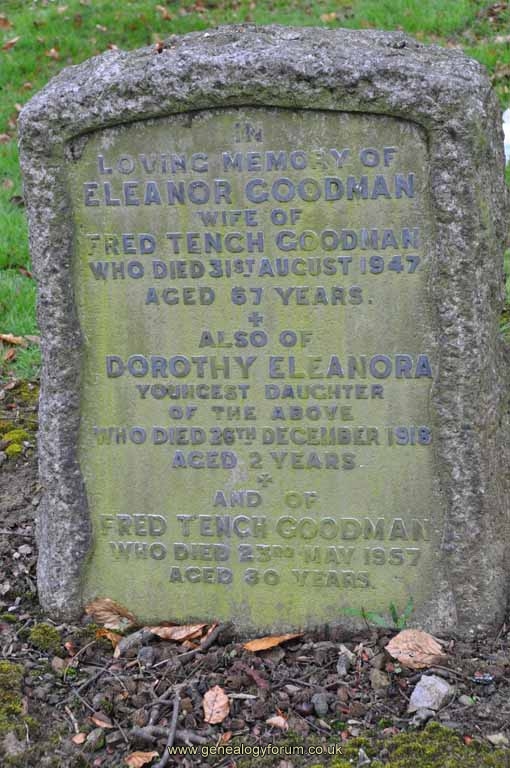 IN
LOVING MEMORY OF
ELEANOR GOODMAN
WIFE OF
FRED TENCH GOODMAN
WHO DIED 31ST AUGUST 1947
AGED 67 YEARS.
ALSO OF
DOROTHY ELEANORA
YOUNGEST DAUGHTER
OF THE ABOVE
WHO DIED 26TH DECEMBER 1918
AGED 2 YEARS
AND OF
FRED TENCH GOODMAN
WHO DIED 23RD MAY 1957
AGED 80 YEARS.
www.genealogyforum.co.uk